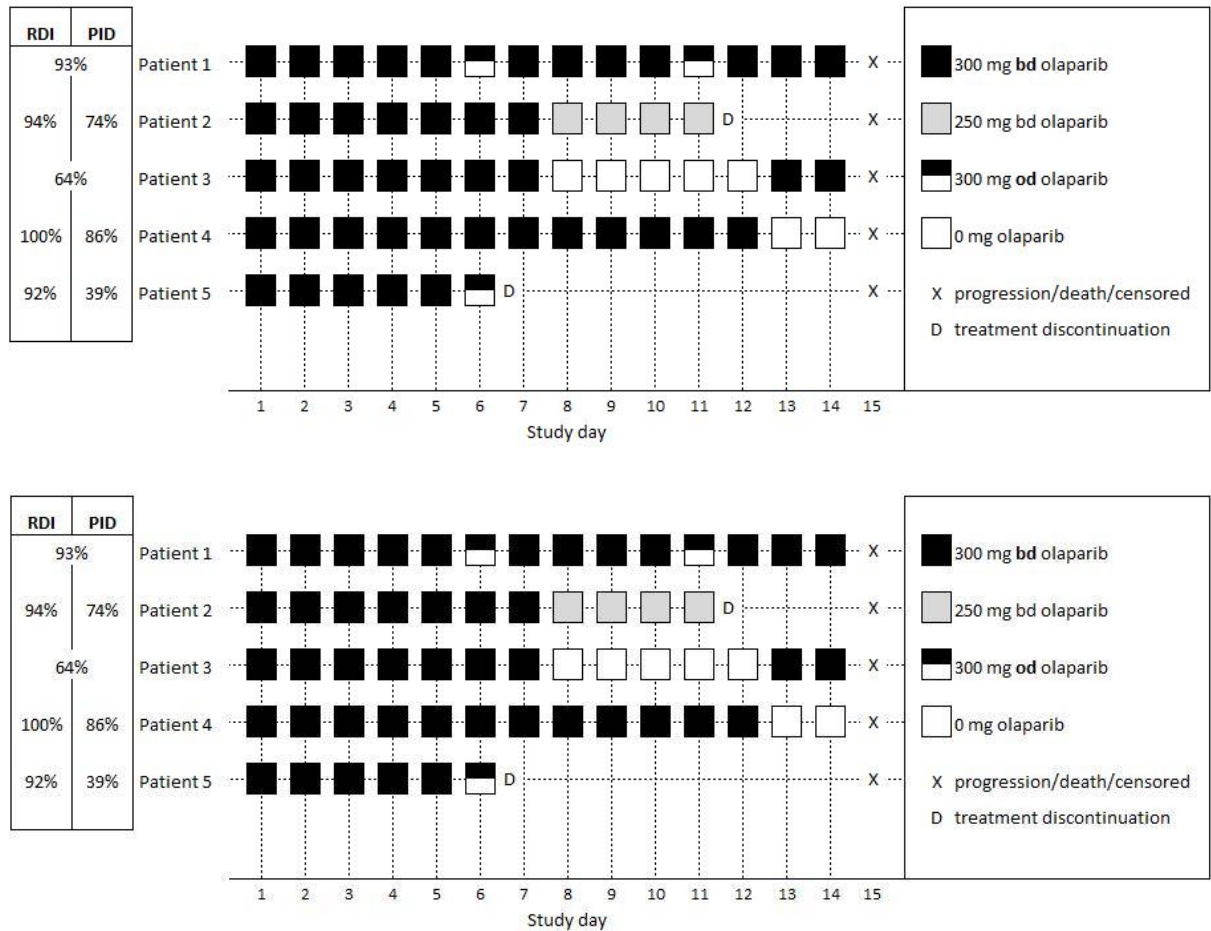 RDI PID
93% Patient 1 X 300 mg bd olaparib
94% 74% Patient 2 D X 250 mg bd olaparib
64% Patient 3 X 300 mg od olaparib
100% 86% Patient 4 X 0 mg olaparib
92% 39% Patient 5 D X X progression/death/censored
D treatment discontinuation
1 2 3 4 5 6 7 8 9 10 11 12 13 14 15
Study day
RDI PID
93% Patient 1 X 300 mg bd olaparib
94% 74% Patient 2 D X 250 mg bd olaparib
64% Patient 3 X 300 mg od olaparib
100% 86% Patient 4 X 0 mg olaparib
92% 39% Patient 5 D X X progression/death/censored
D treatment discontinuation
1 2 3 4 5 6 7 8 9 10 11 12 13 14 15
Study day